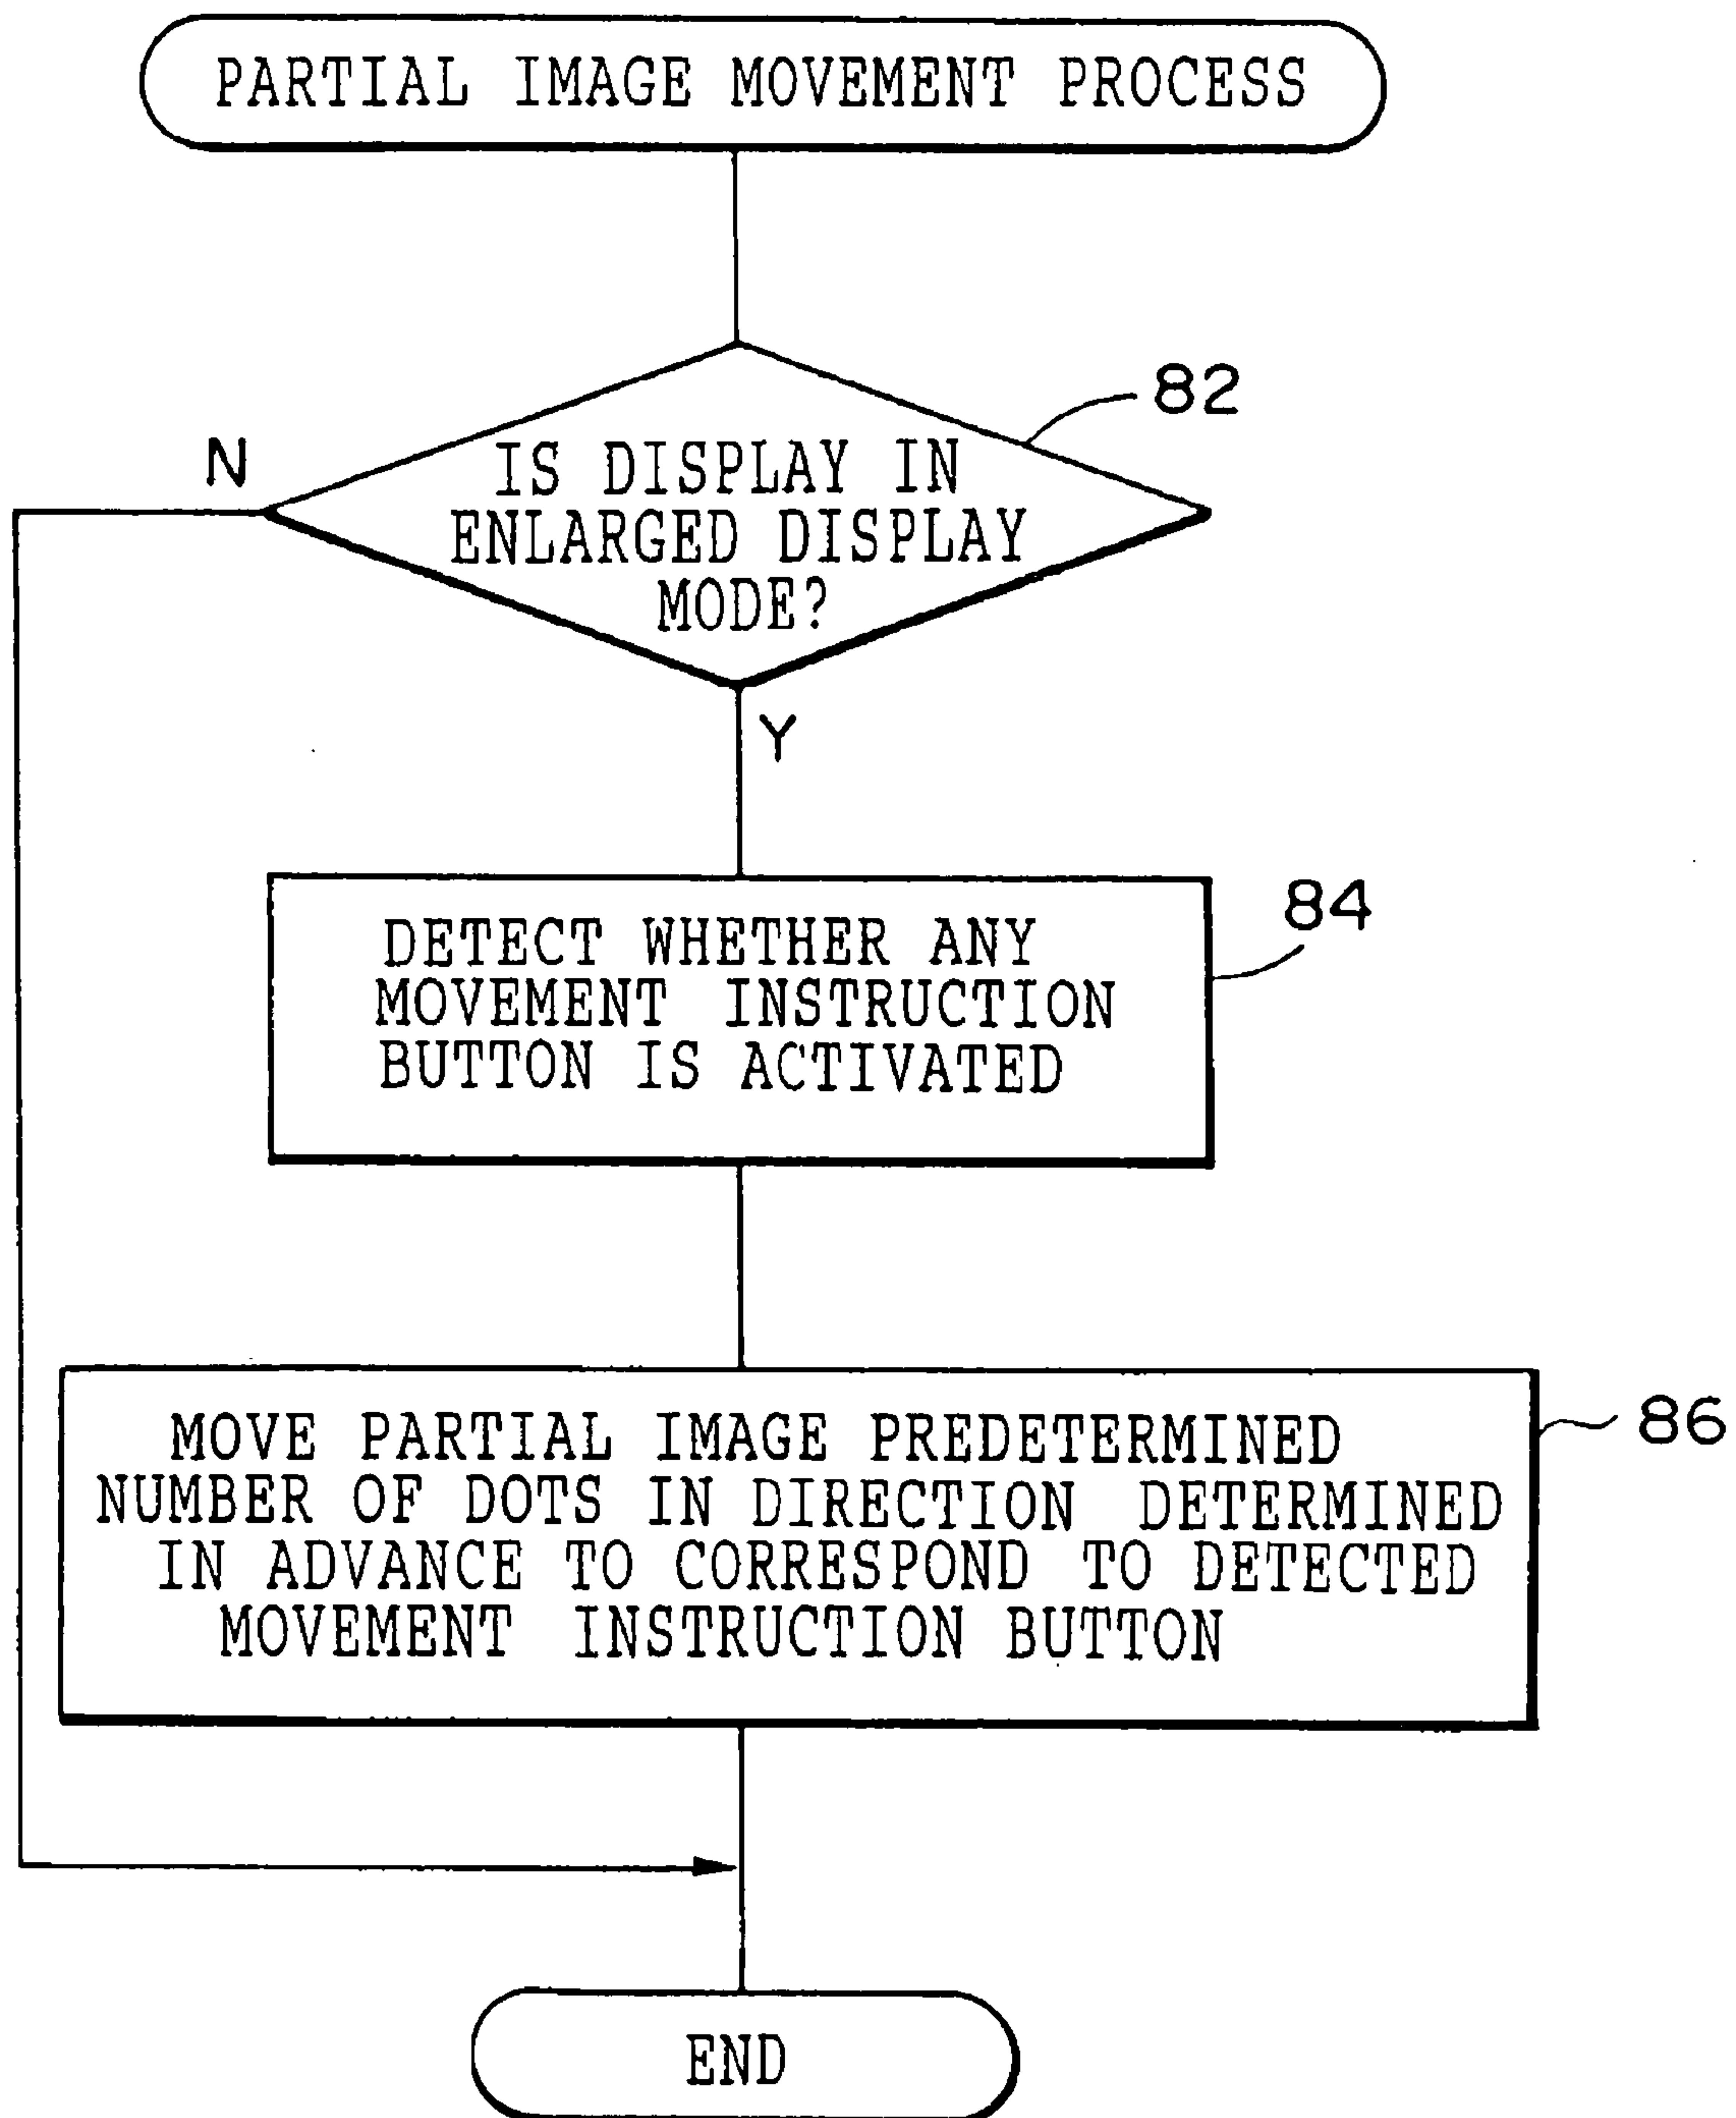 PARTIAL IMAGE MOVEMENT PROCESS
82
N
IS DISPLAY IN
ENLARGED DISPLAY
MODE?
Y
84
DETECT WHETHER ANY
MOVEMENT INSTRUCTION
BUTTON IS ACTIVATED
86
MOVE PARTIAL IMAGE PREDETERMINED
NUMBER OF DOTS IN DIRECTION DETERMINED
IN ADVANCE TO CORRESPOND TO DETECTED
MOVEMENT INSTRUCTION BUTTON
END